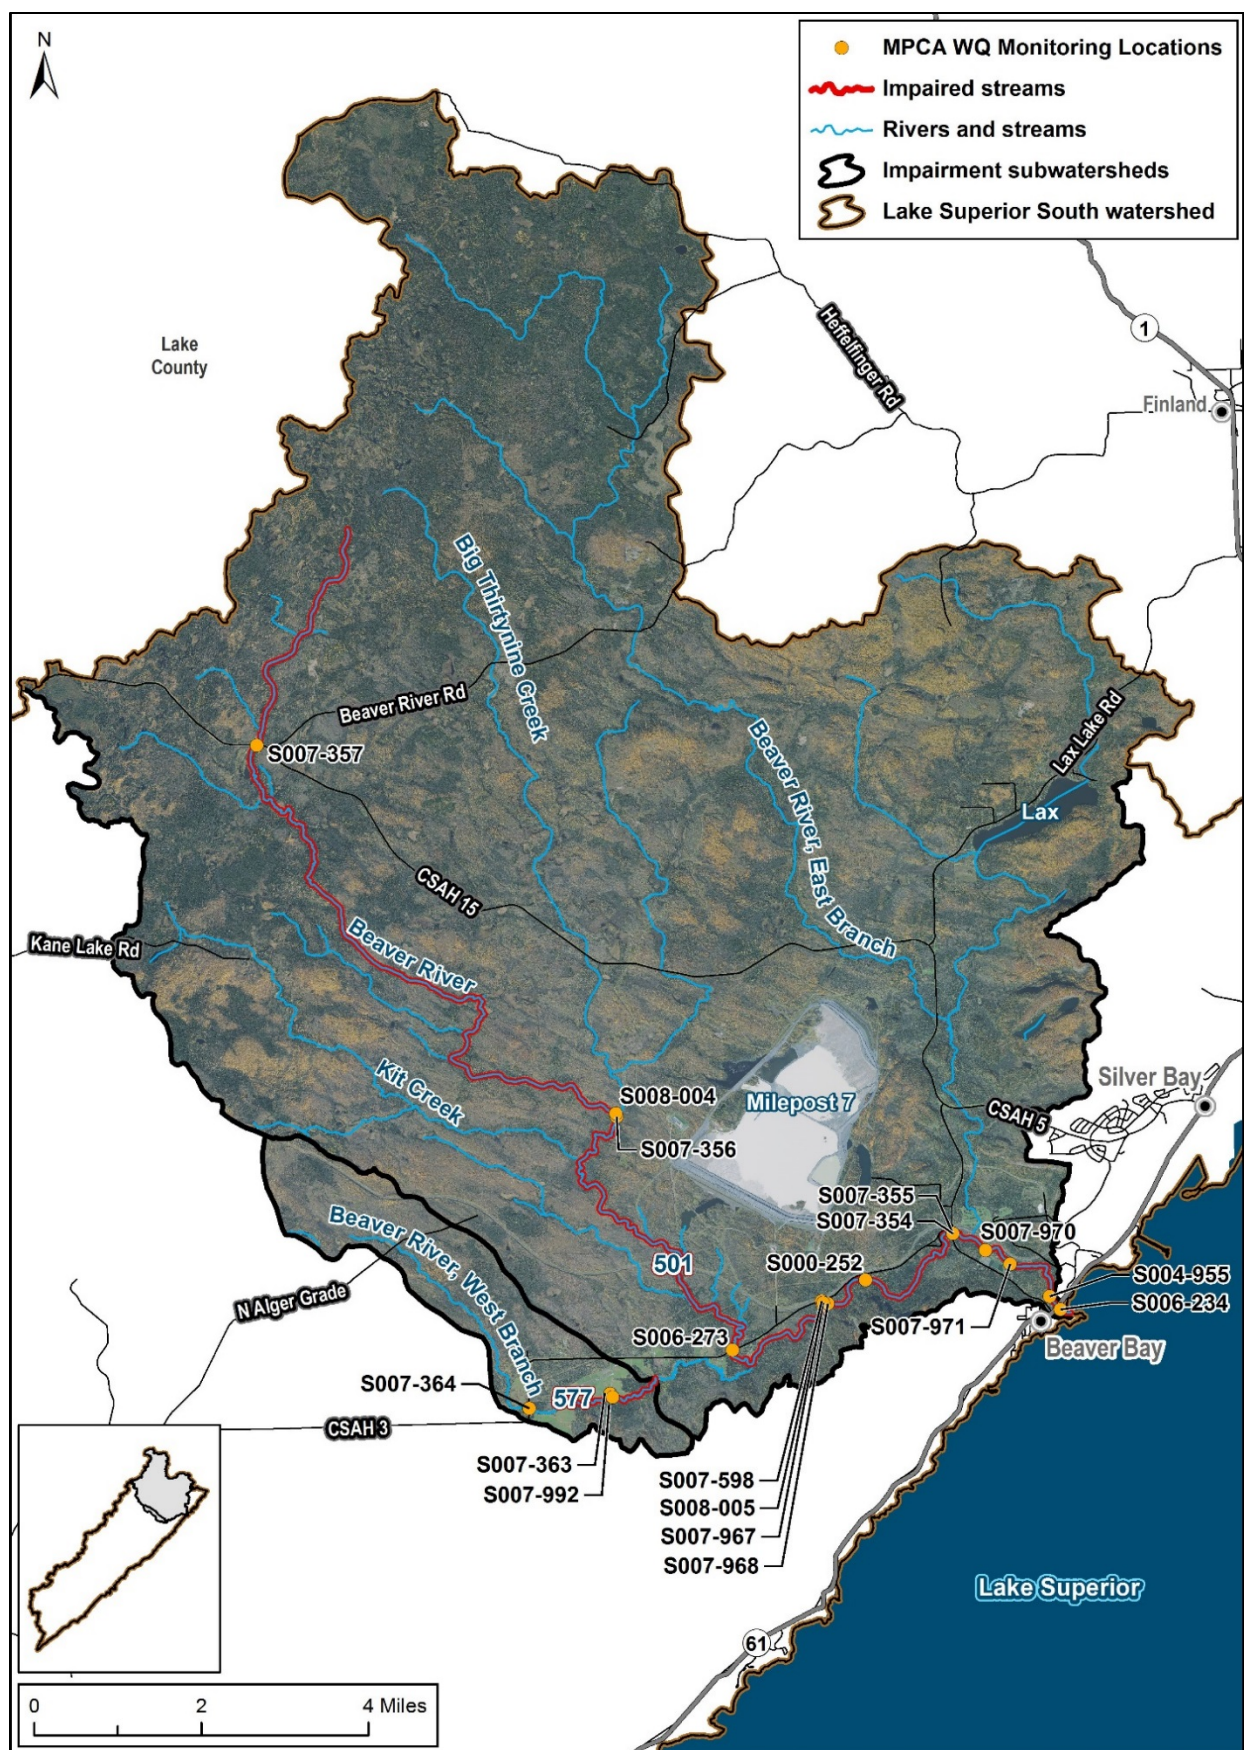 N
MPCA WQ Monitoring Locations
Impaired streams
Rivers and streams
Impairment subwatersheds
Lake Superior South watershed
Lake
County
Heffelfinger Rd
1
Finland
Big Thirtynine Creek
Beaver River Rd
S007-357
Beaver River, East Branch
Lax Lake Rd
Lax
CSAH 15
Kane Lake Rd
Beaver River
Kit Creek
S008-004
S007-356
Milepost 7
Silver Bay
CSAH 5
Beaver River, West Branch
N Alger Grade
501
S007-355
S007-354
S007-970
S000-252
S004-955
S006-234
S007-971
S006-273
Beaver Bay
S007-364
577
CSAH 3
S007-363
S007-992
S007-598
S008-005
S007-967
S007-968
Lake Superior
61
0 2 4 Miles